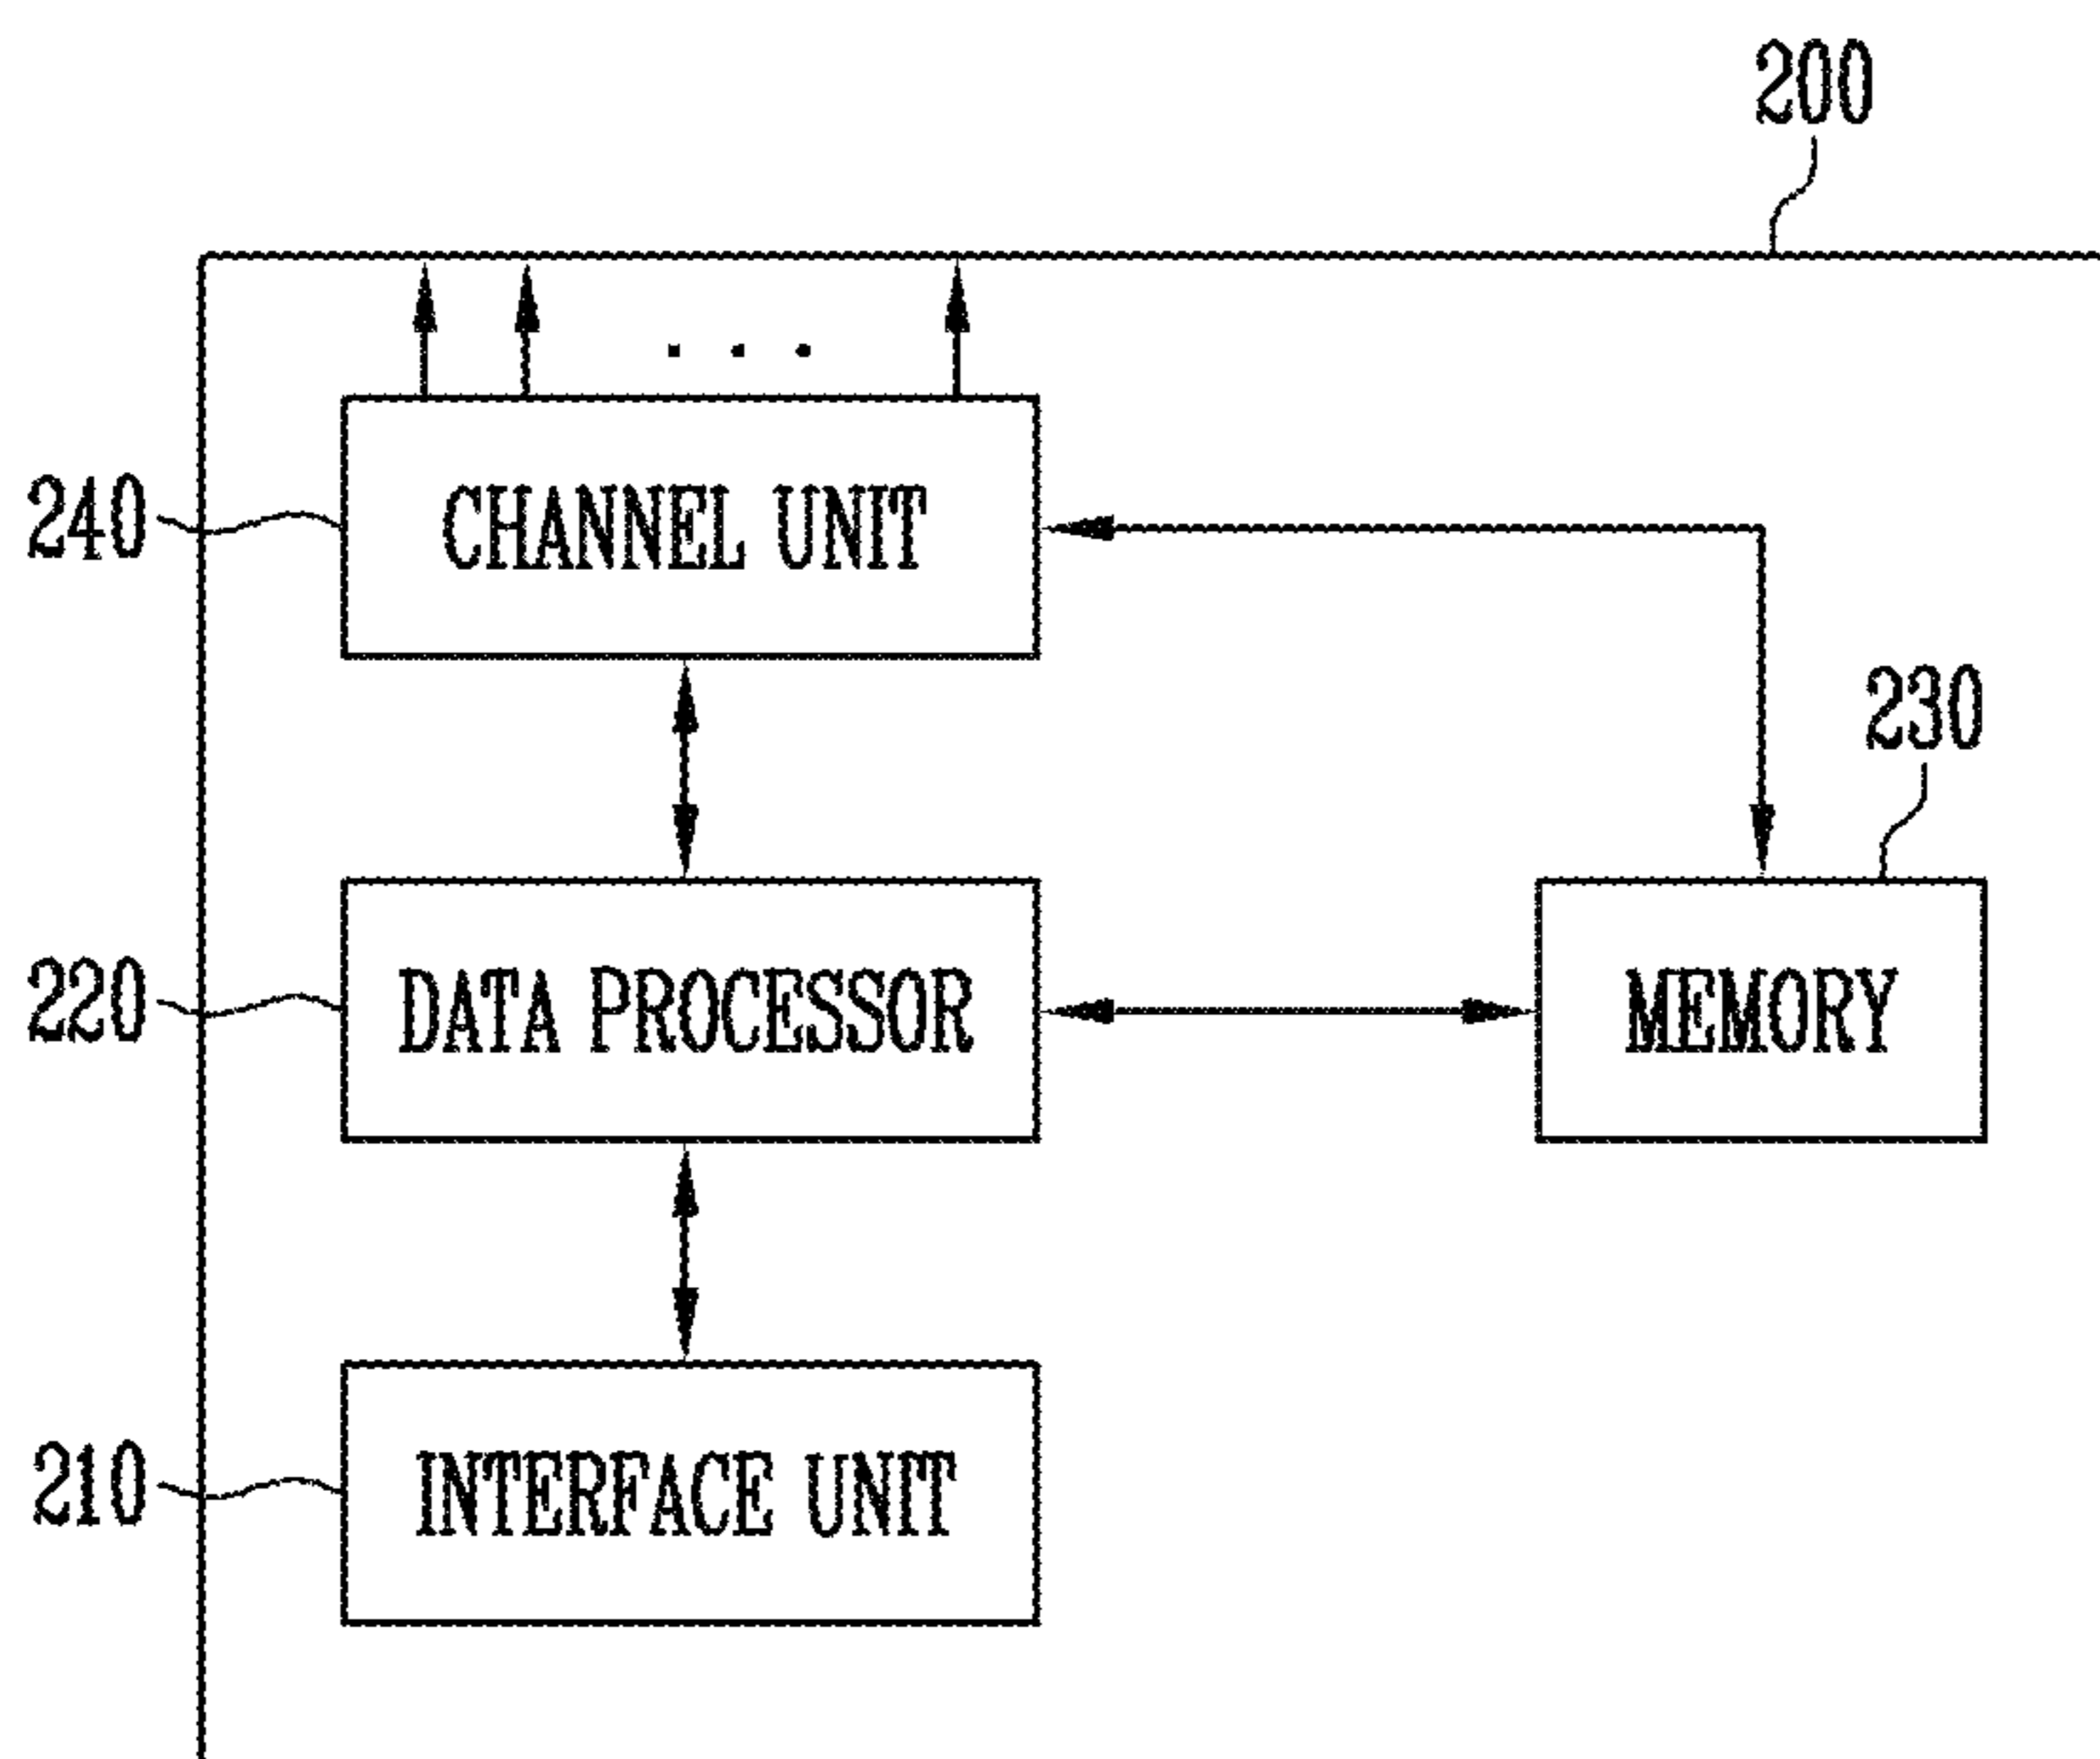 200
. . .
240
CHANNEL UNIT
230
220
DATA PROCESSOR
MEMORY
210
INTERFACE UNIT